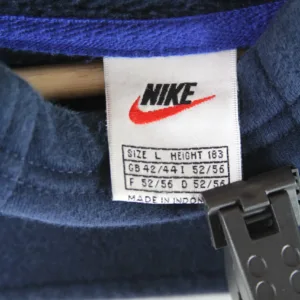 NIKE
SIZE L HEIGHT 183
GB 42/44 I 52/56
F 52/56 D 52/56
MADE IN